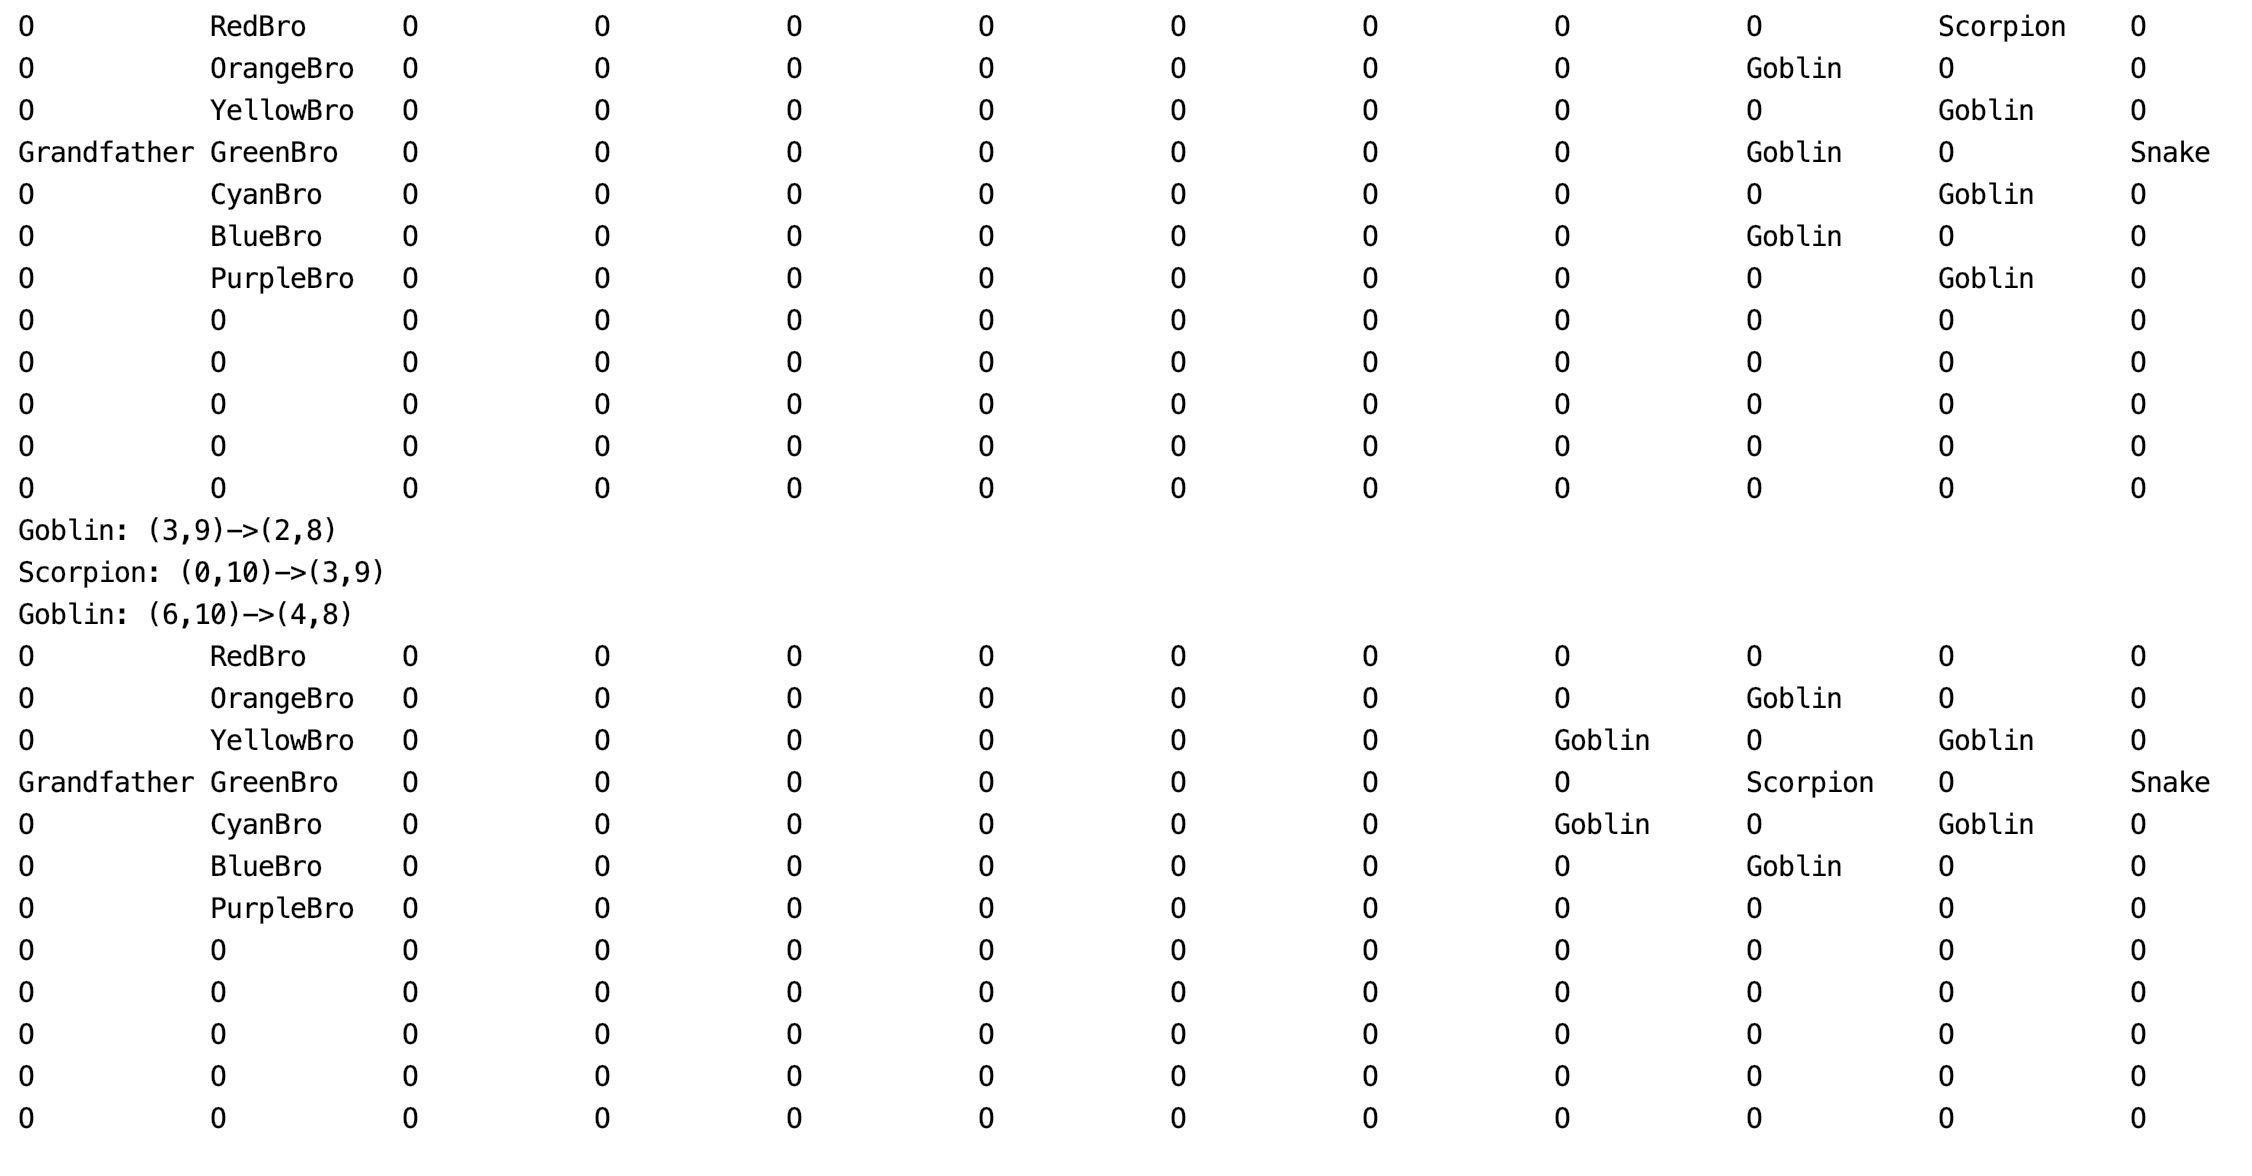 0           RedBro      0           0           0           0           0           0           0           0           Scorpion    0
0           OrangeBro   0           0           0           0           0           0           0           Goblin      0           0
0           YellowBro   0           0           0           0           0           0           0           0           Goblin      0
Grandfather GreenBro    0           0           0           0           0           0           0           Goblin      0           Snake
0           CyanBro     0           0           0           0           0           0           0           0           Goblin      0
0           BlueBro     0           0           0           0           0           0           0           Goblin      0           0
0           PurpleBro   0           0           0           0           0           0           0           0           Goblin      0
0           0           0           0           0           0           0           0           0           0           0           0
0           0           0           0           0           0           0           0           0           0           0           0
0           0           0           0           0           0           0           0           0           0           0           0
0           0           0           0           0           0           0           0           0           0           0           0
0           0           0           0           0           0           0           0           0           0           0           0
Goblin: (3,9)->(2,8)
Scorpion: (0,10)->(3,9)
Goblin: (6,10)->(4,8)
0           RedBro      0           0           0           0           0           0           0           0           0           0
0           OrangeBro   0           0           0           0           0           0           0           Goblin      0           0
0           YellowBro   0           0           0           0           0           0           Goblin      0           Goblin      0
Grandfather GreenBro    0           0           0           0           0           0           0           Scorpion    0           Snake
0           CyanBro     0           0           0           0           0           0           Goblin      0           Goblin      0
0           BlueBro     0           0           0           0           0           0           0           Goblin      0           0
0           PurpleBro   0           0           0           0           0           0           0           0           0           0
0           0           0           0           0           0           0           0           0           0           0           0
0           0           0           0           0           0           0           0           0           0           0           0
0           0           0           0           0           0           0           0           0           0           0           0
0           0           0           0           0           0           0           0           0           0           0           0
0           0           0           0           0           0           0           0           0           0           0           0